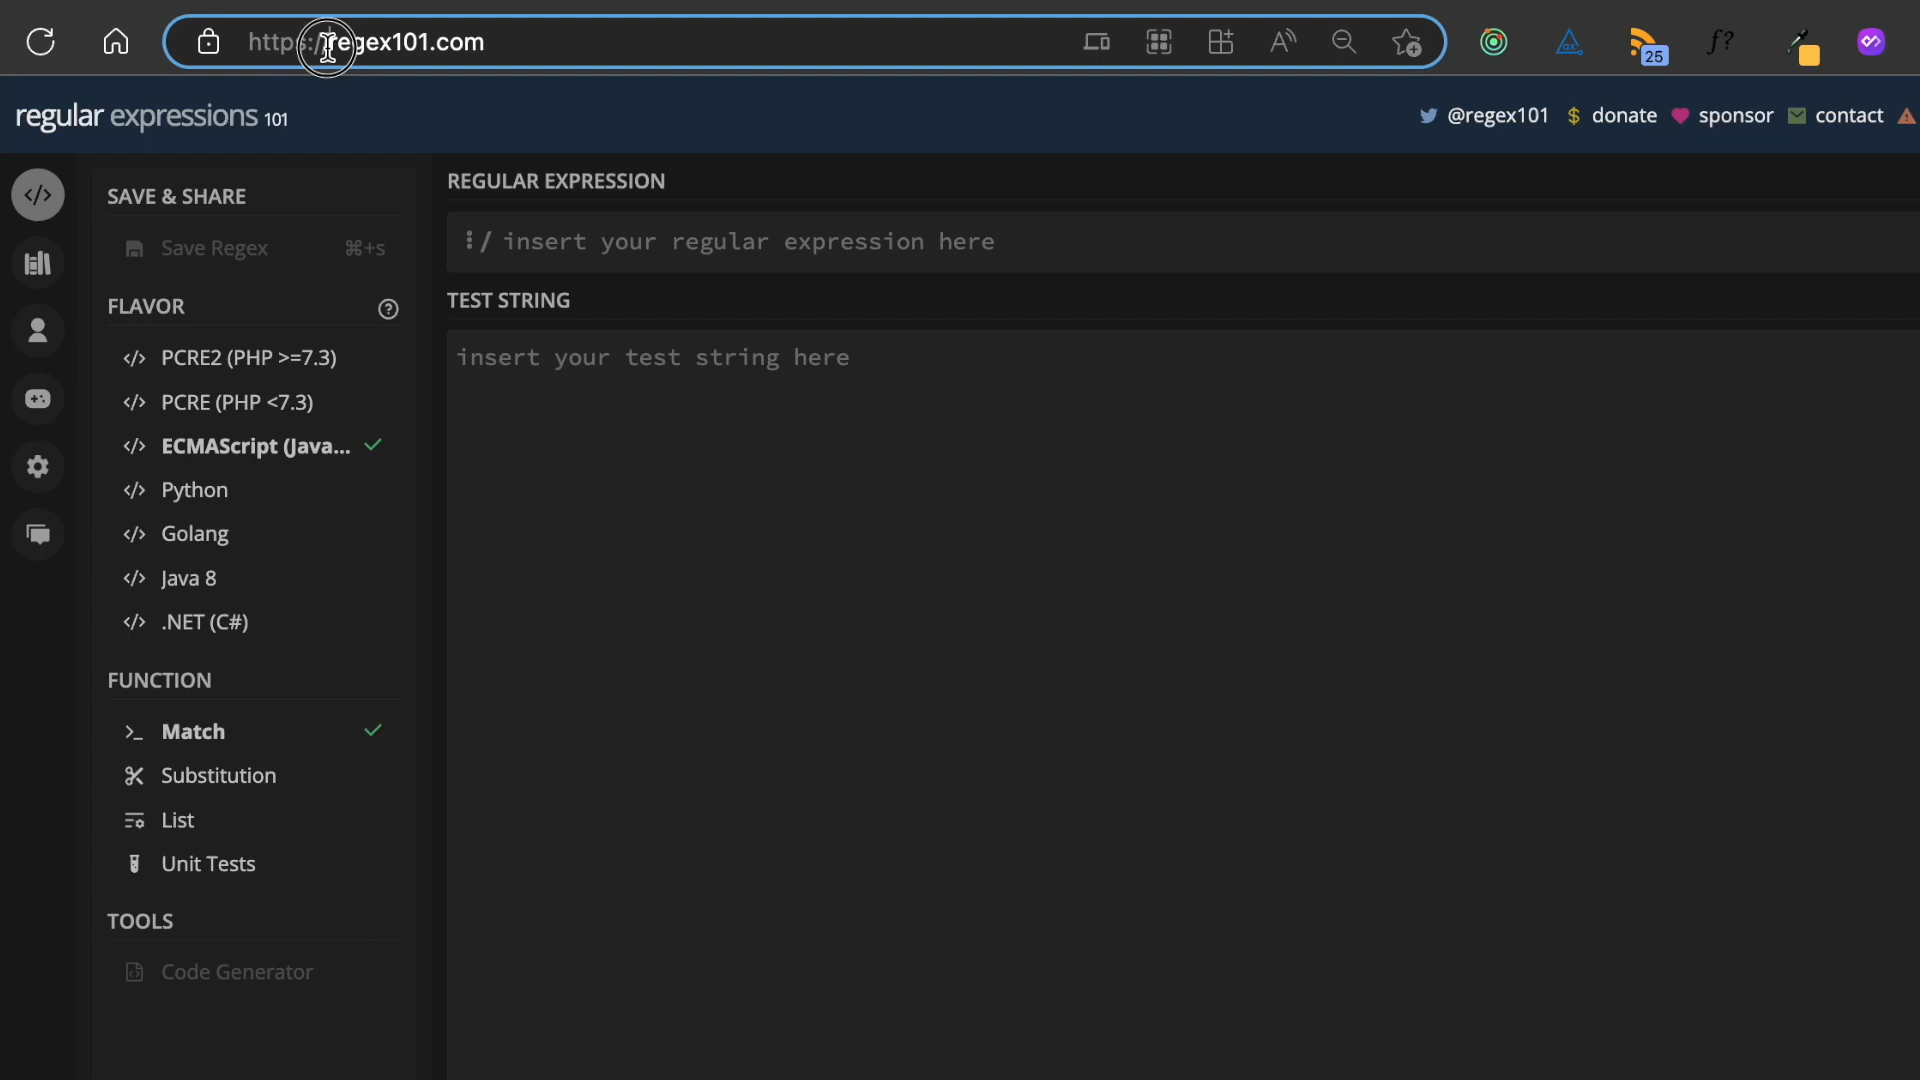 https://regex101.com
25
f?
regular expressions 101
@regex101
$ donate
sponsor
contact
SAVE & SHARE
Save Regex ⌘+s
FLAVOR
</> PCRE2 (PHP >=7.3)
</> PCRE (PHP <7.3)
</> ECMAScript (Java...
</> Python
</> Golang
</> Java 8
</> .NET (C#)
FUNCTION
>_ Match
Substitution
List
Unit Tests
TOOLS
Code Generator
REGULAR EXPRESSION
/ insert your regular expression here
TEST STRING
insert your test string here